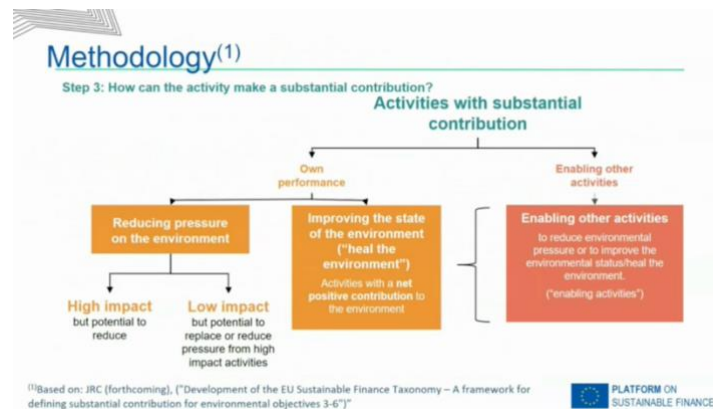 Methodology(1)
Step 3: How can the activity make a substantial contribution?
Activities with substantial
contribution
Own
performance
Enabling other
activities
Reducing pressure
on the environment
Improving the state
of the environment
("heal the
environment")
Activities with a net
positive contribution to
the environment
Enabling other activities
to reduce environmental
pressure or to improve the
environmental status/heal the
environment.
("enabling activities")
High impact
but potential to
reduce
Low impact
but potential to
replace or reduce
pressure from high
impact activities
(1)Based on: JRC (forthcoming), ("Development of the EU Sustainable Finance Taxonomy – A framework for
defining substantial contribution for environmental objectives 3-6")"
PLATFORM ON
SUSTAINABLE FINANCE